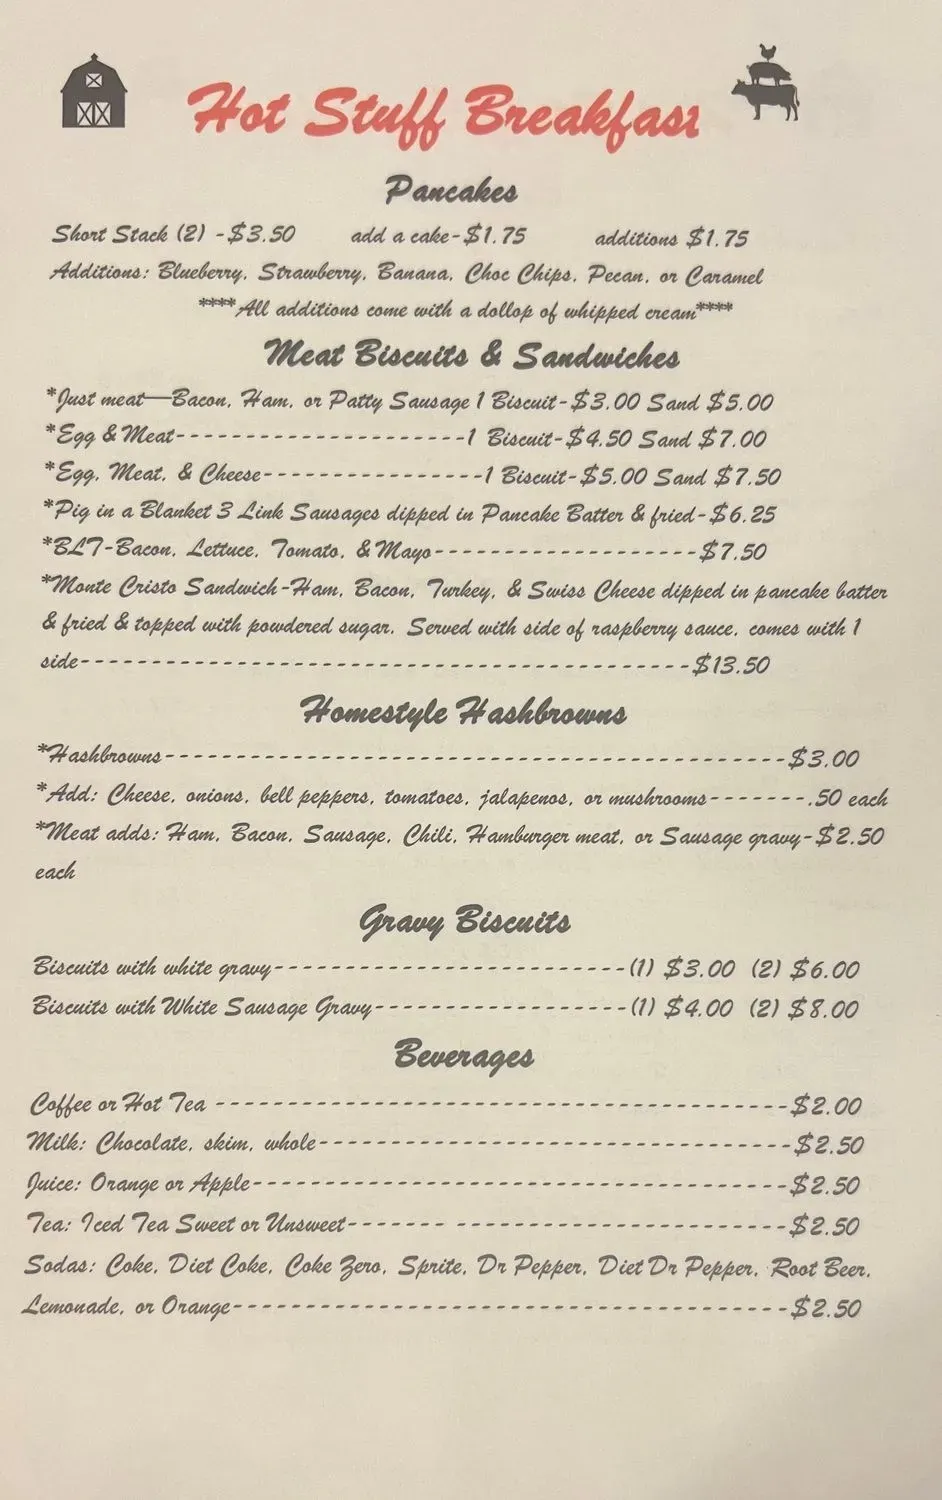 Hot Stuff Breakfast
Pancakes
Short Stack (2) -$3.50 add a cake-$1.75 additions $1.75
Additions: Blueberry, Strawberry, Banana, Choc Chips, Pecan, or Caramel
****All additions come with a dollop of whipped cream****
Meat Biscuits & Sandwiches
*Just meat—Bacon, Ham, or Patty Sausage 1 Biscuit-$3.00 Sand $5.00
*Egg & Meat--------------------1 Biscuit-$4.50 Sand $7.00
*Egg, Meat, & Cheese---------------1 Biscuit-$5.00 Sand $7.50
*Pig in a Blanket 3 Link Sausages dipped in Pancake Batter & fried-$6.25
*BLT-Bacon, Lettuce, Tomato, & Mayo-------------------$7.50
*Monte Cristo Sandwich-Ham, Bacon, Turkey, & Swiss Cheese dipped in pancake batter
& fried & topped with powdered sugar. Served with side of raspberry sauce, comes with 1
side------------------------------------------$13.50
Homestyle Hashbrowns
*Hashbrowns-------------------------------------------$3.00
*Add: Cheese, onions, bell peppers, tomatoes, jalapenos, or mushrooms-------.50 each
*Meat adds: Ham, Bacon, Sausage, Chili, Hamburger meat, or Sausage gravy-$2.50
each
Gravy Biscuits
Biscuits with white gravy-------------------------(1) $3.00 (2) $6.00
Biscuits with White Sausage Gravy------------------(1) $4.00 (2) $8.00
Beverages
Coffee or Hot Tea ----------------------------------------$2.00
Milk: Chocolate, skim, whole---------------------------------$2.50
Juice: Orange or Apple-------------------------------------$2.50
Tea: Iced Tea Sweet or Unsweet------- -----------------------$2.50
Sodas: Coke, Diet Coke, Coke Zero, Sprite, Dr Pepper, Diet Dr Pepper, Root Beer,
Lemonade, or Orange---------------------------------------$2.50